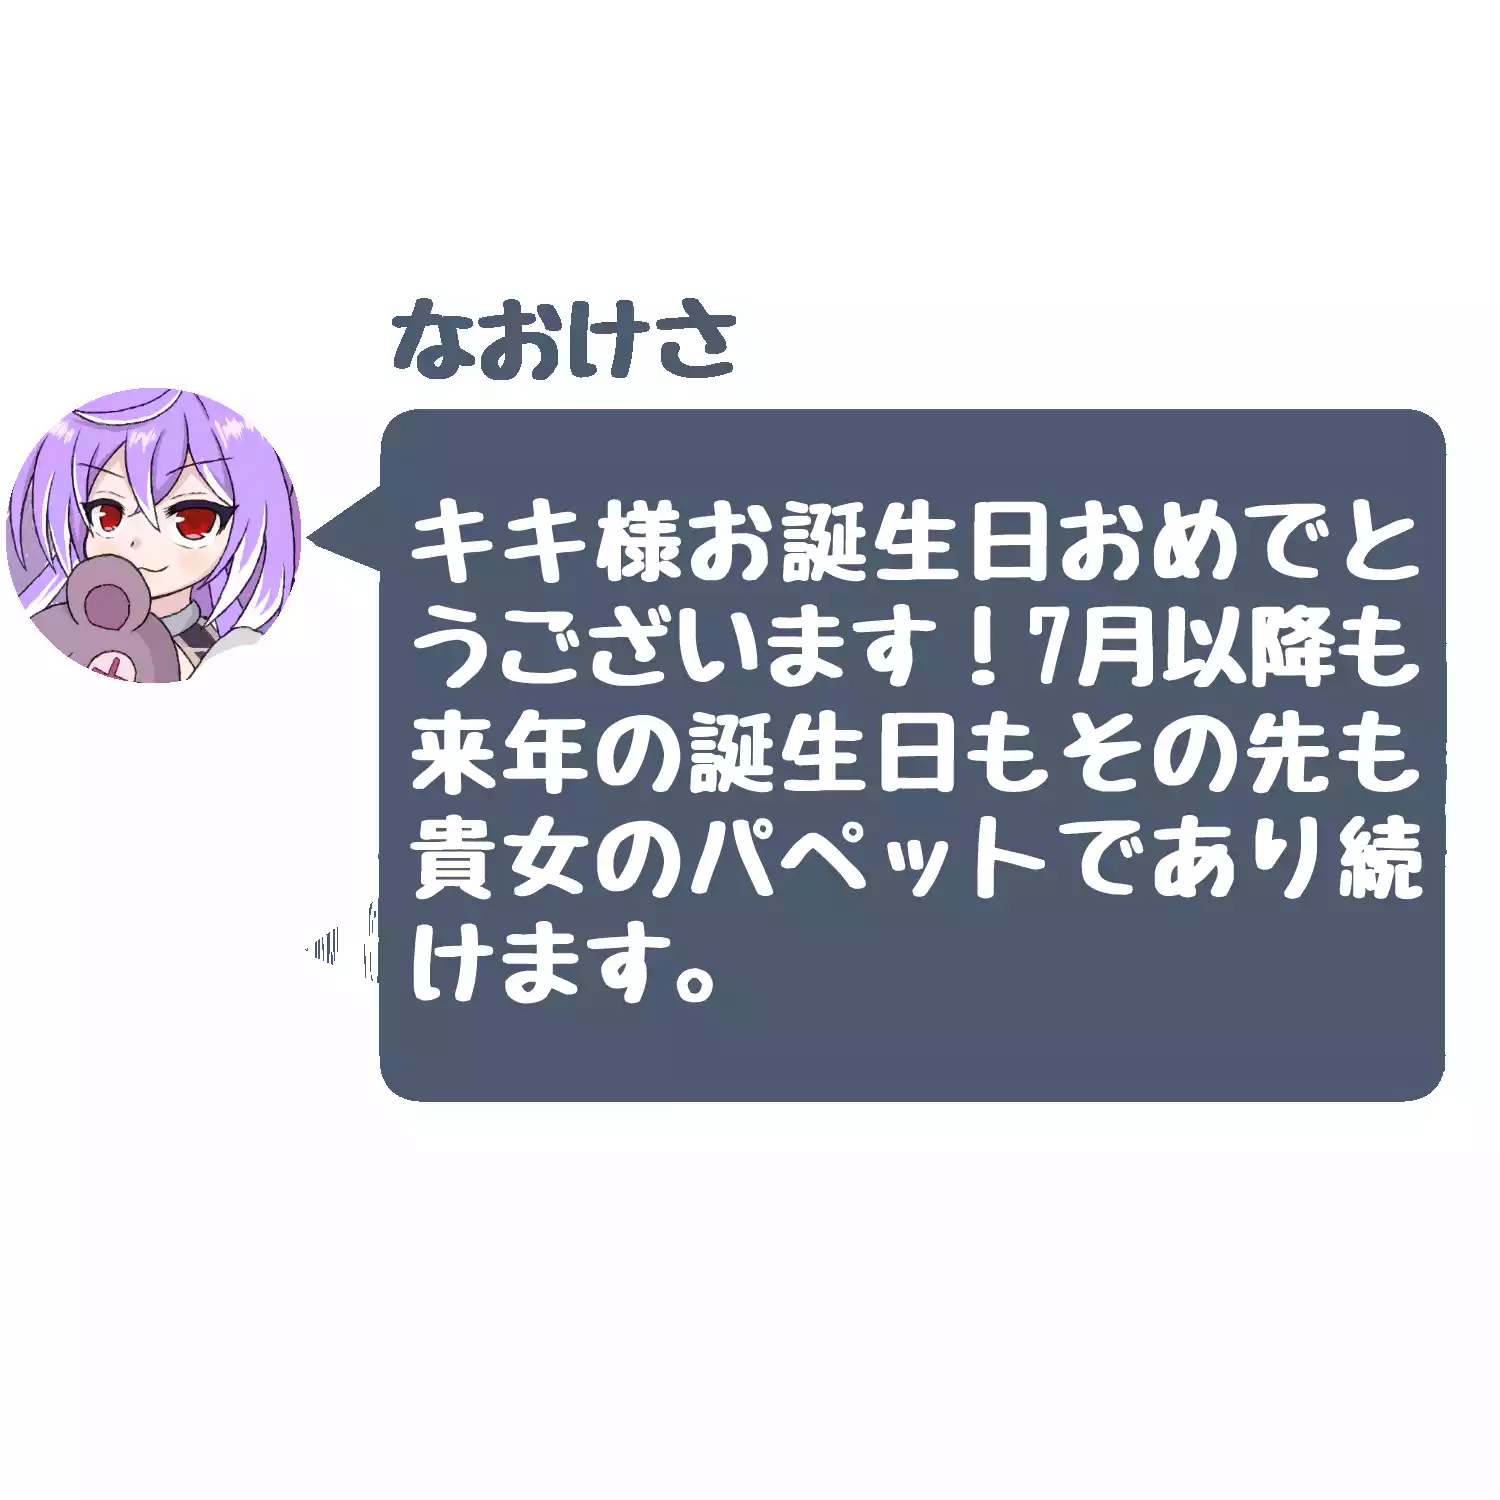 なおけさ
キキ様お誕生日おめでと
うございます！7月以降も
来年の誕生日もその先も
貴女のパペットであり続
けます。